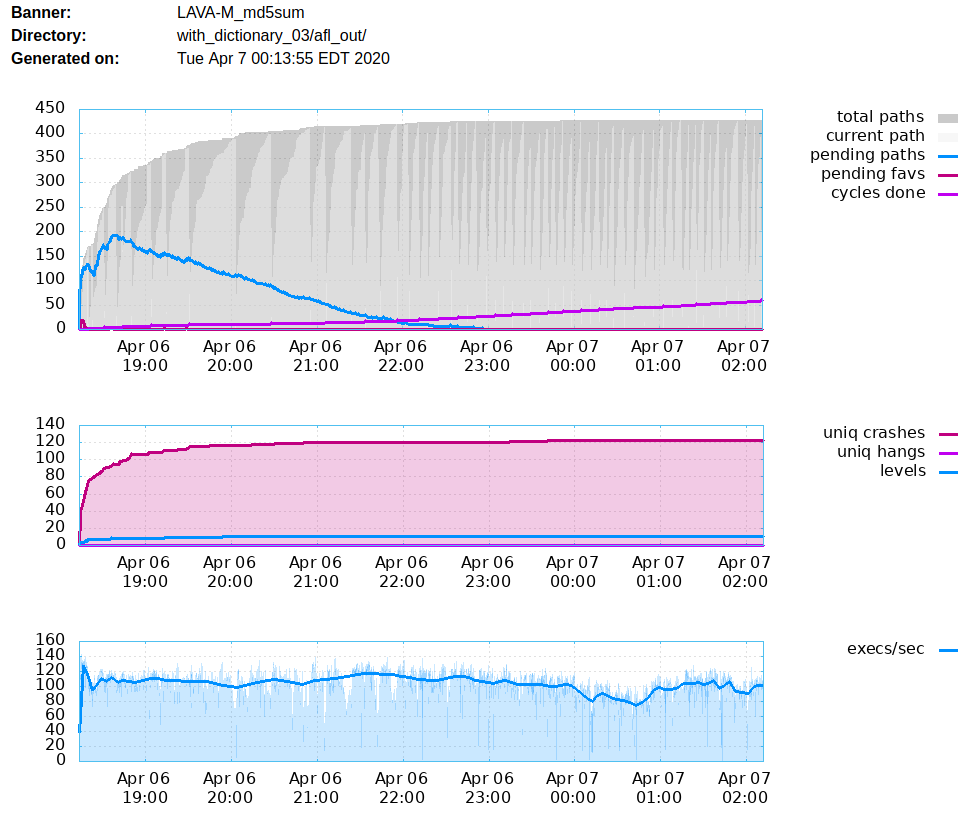 Banner: LAVA-M_md5sum
Directory: with_dictionary_03/afl_out/
Generated on: Tue Apr 7 00:13:55 EDT 2020
450
400
350
300
250
200
150
100
50
0
Apr 06 Apr 06 Apr 06 Apr 06 Apr 06 Apr 07 Apr 07 Apr 07
19:00 20:00 21:00 22:00 23:00 00:00 01:00 02:00
total paths
current path
pending paths
pending favs
cycles done
140
120
100
80
60
40
20
0
Apr 06 Apr 06 Apr 06 Apr 06 Apr 06 Apr 07 Apr 07 Apr 07
19:00 20:00 21:00 22:00 23:00 00:00 01:00 02:00
uniq crashes
uniq hangs
levels
160
140
120
100
80
60
40
20
0
Apr 06 Apr 06 Apr 06 Apr 06 Apr 06 Apr 07 Apr 07 Apr 07
19:00 20:00 21:00 22:00 23:00 00:00 01:00 02:00
execs/sec